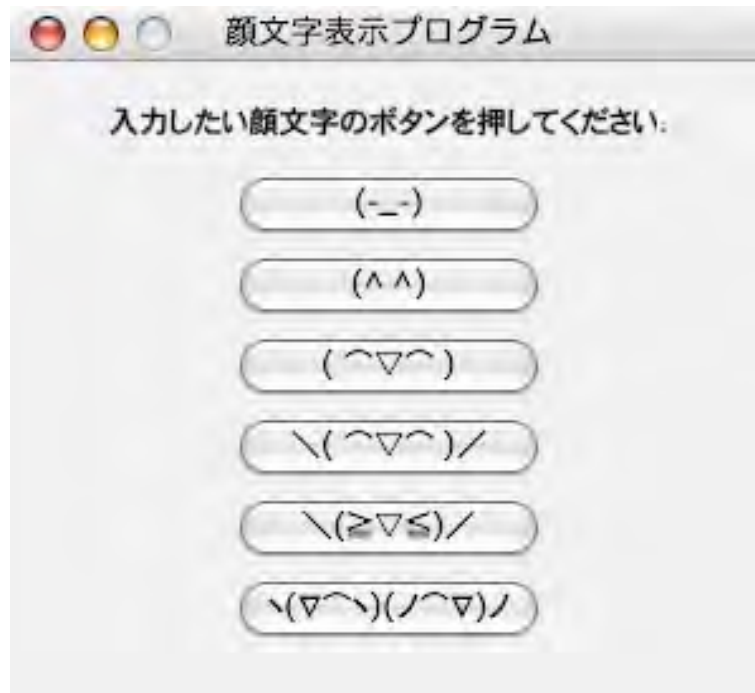 顔文字表示プログラム
入力したい顔文字のボタンを押してください.
(-_-)
(^ ^)
( ⌒▽⌒ )
＼( ⌒▽⌒ )／
＼(≧▽≦)／
ヽ(∇⌒ヽ)(ノ⌒∇)ノ